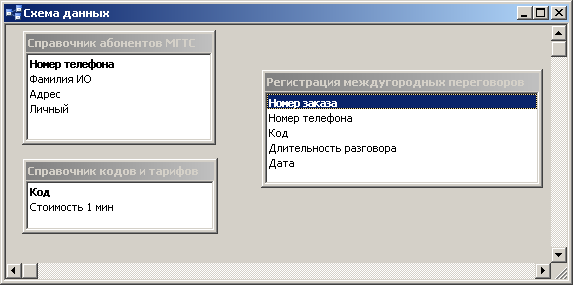 Схема данных
Справочник абонентов МГТС
Номер телефона
Фамилия ИО
Адрес
Личный
Справочник кодов и тарифов
Код
Стоимость 1 мин
Регистрация междугородных переговоров
Номер заказа
Номер телефона
Код
Длительность разговора
Дата